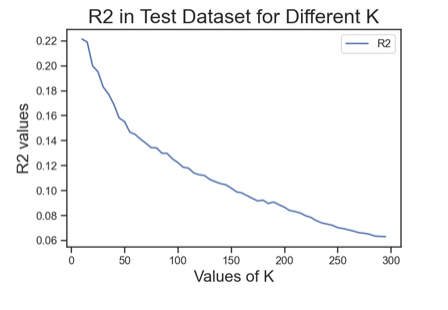 R2 in Test Dataset for Different K
R2
0.22
0.20
0.18
0.16
0.14
0.12
0.10
0.08
0.06
R2 values
0 50 100 150 200 250 300
Values of K